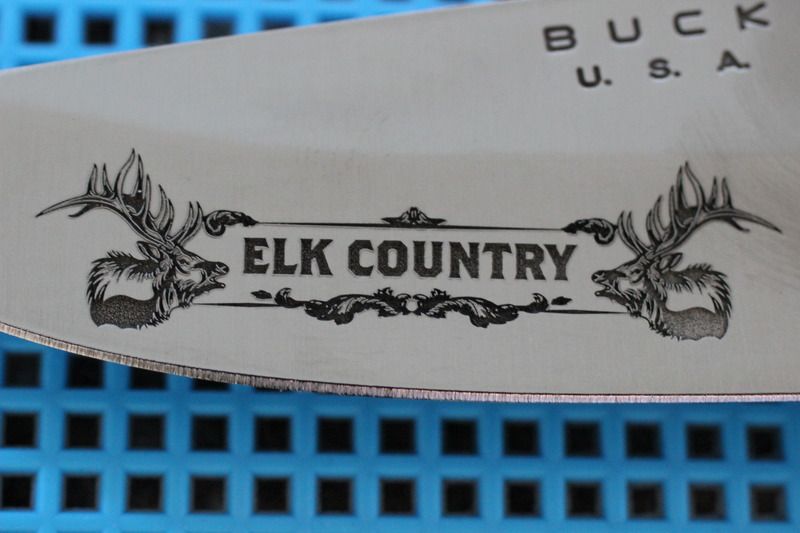 BUCK
U. S. A.
ELK COUNTRY